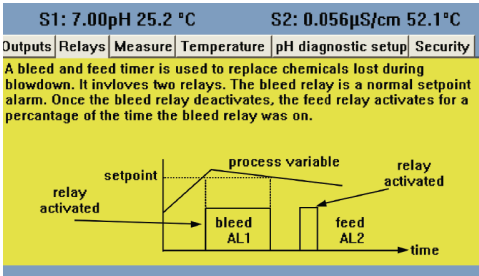 S1: 7.00pH 25.2 °C S2: 0.056µS/cm 52.1°C
Outputs Relays Measure Temperature pH diagnostic setup Security
A bleed and feed timer is used to replace chemicals lost during
blowdown. It invloves two relays. The bleed relay is a normal setpoint
alarm. Once the bleed relay deactivates, the feed relay activates for a
percentage of the time the bleed relay was on.
process variable
setpoint
relay
activated
relay
activated
bleed
AL1
feed
AL2
time